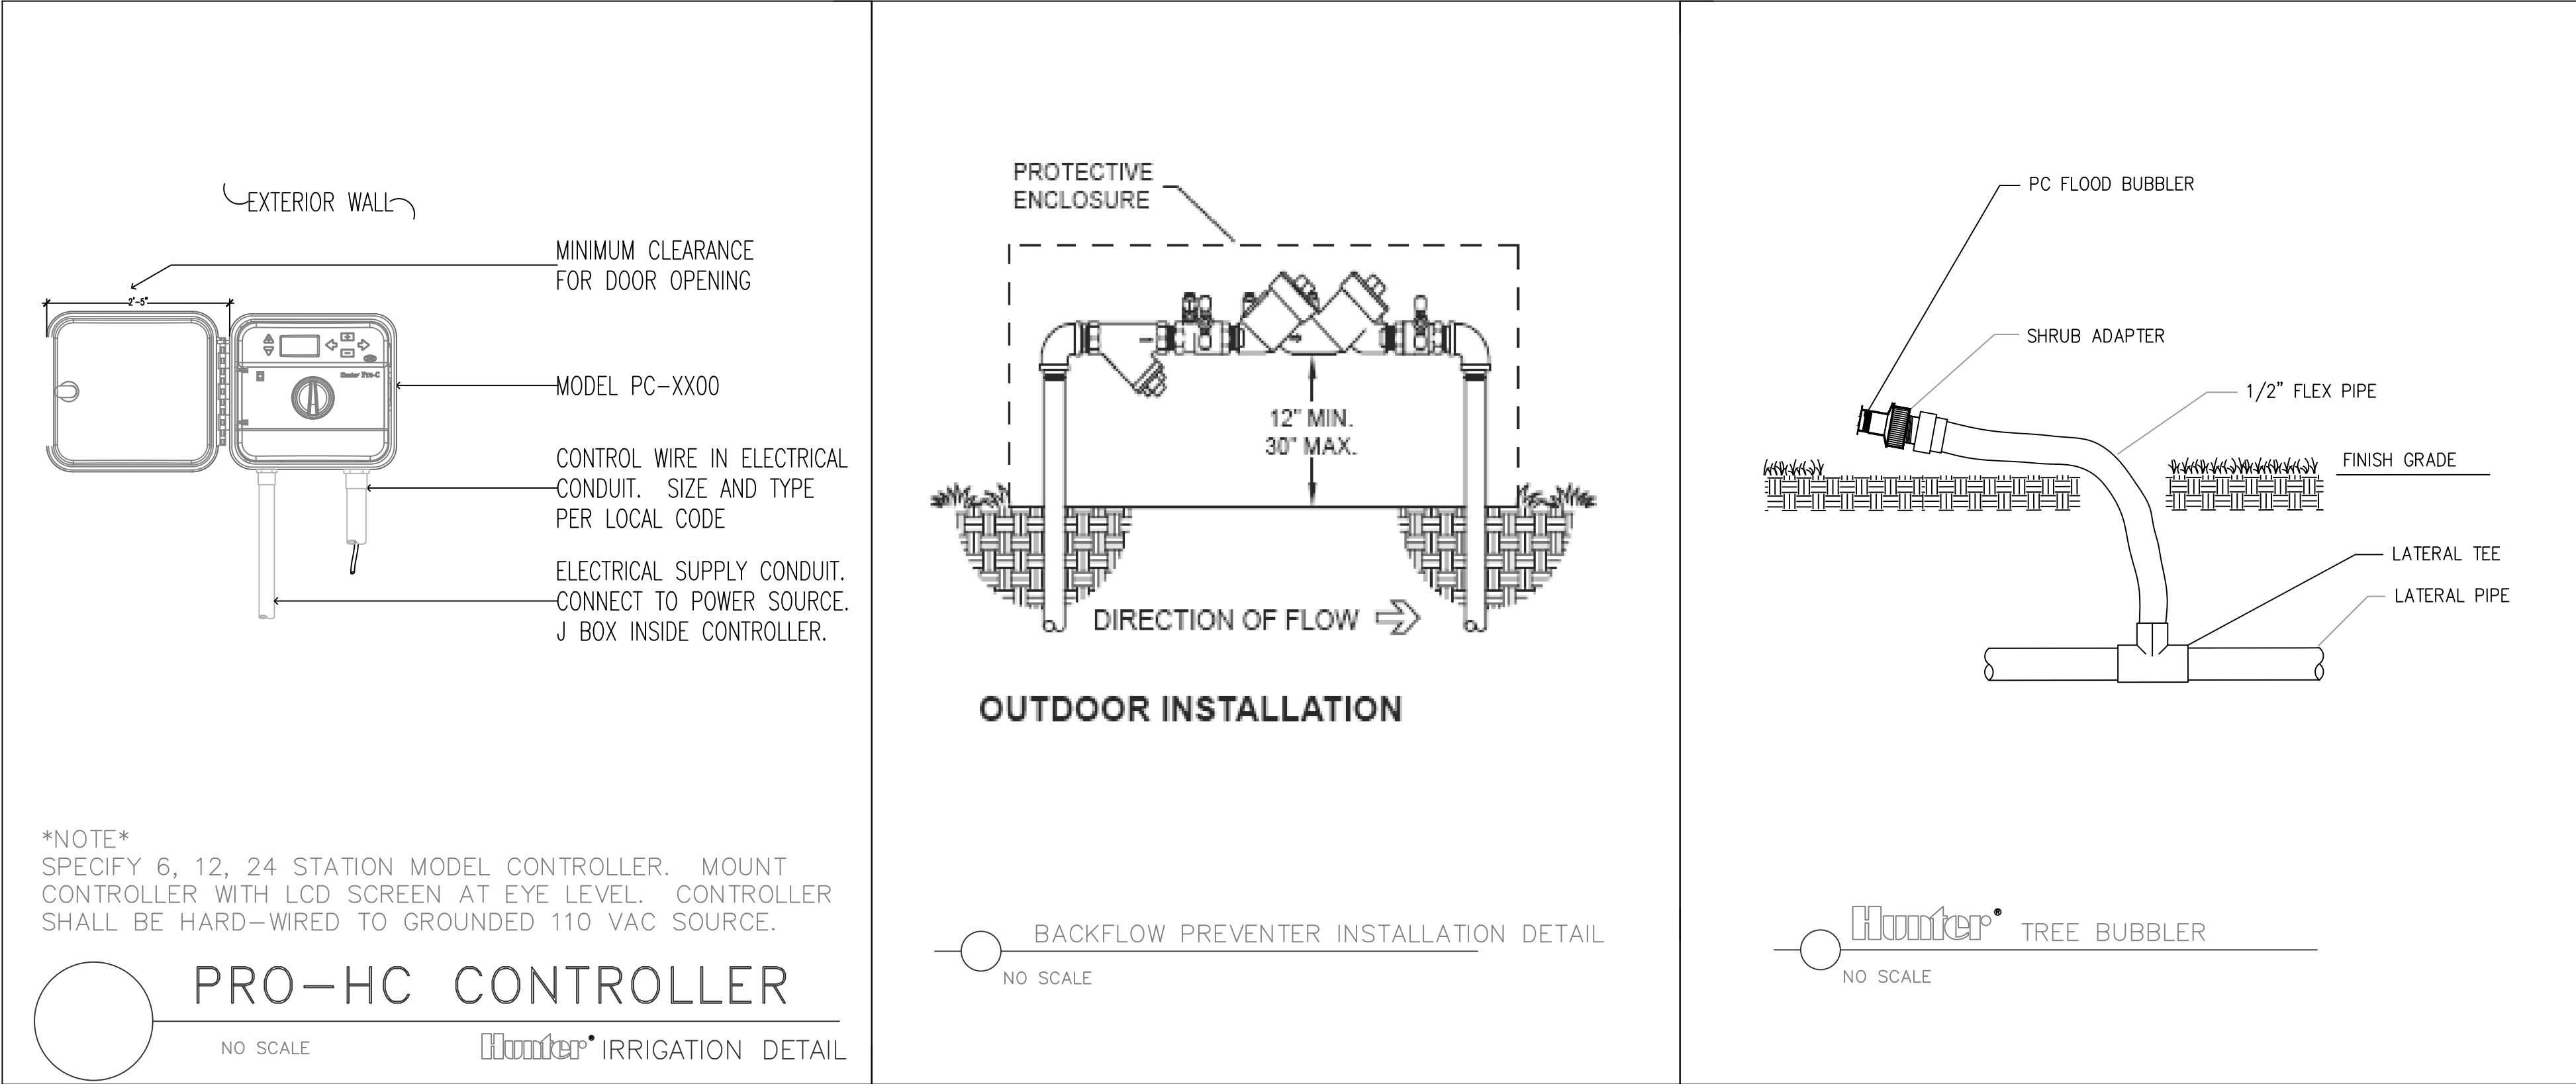 EXTERIOR WALL
MINIMUM CLEARANCE
FOR DOOR OPENING
2'-5"
Hunter Pro-C
MODEL PC-XX00
CONTROL WIRE IN ELECTRICAL
CONDUIT. SIZE AND TYPE
PER LOCAL CODE
ELECTRICAL SUPPLY CONDUIT.
CONNECT TO POWER SOURCE.
J BOX INSIDE CONTROLLER.
*NOTE*
SPECIFY 6, 12, 24 STATION MODEL CONTROLLER. MOUNT
CONTROLLER WITH LCD SCREEN AT EYE LEVEL. CONTROLLER
SHALL BE HARD-WIRED TO GROUNDED 110 VAC SOURCE.
PRO-HC CONTROLLER
NO SCALE
Hunter® IRRIGATION DETAIL
PROTECTIVE
ENCLOSURE
12" MIN.
30" MAX.
DIRECTION OF FLOW
OUTDOOR INSTALLATION
BACKFLOW PREVENTER INSTALLATION DETAIL
NO SCALE
PC FLOOD BUBBLER
SHRUB ADAPTER
1/2" FLEX PIPE
FINISH GRADE
LATERAL TEE
LATERAL PIPE
Hunter® TREE BUBBLER
NO SCALE